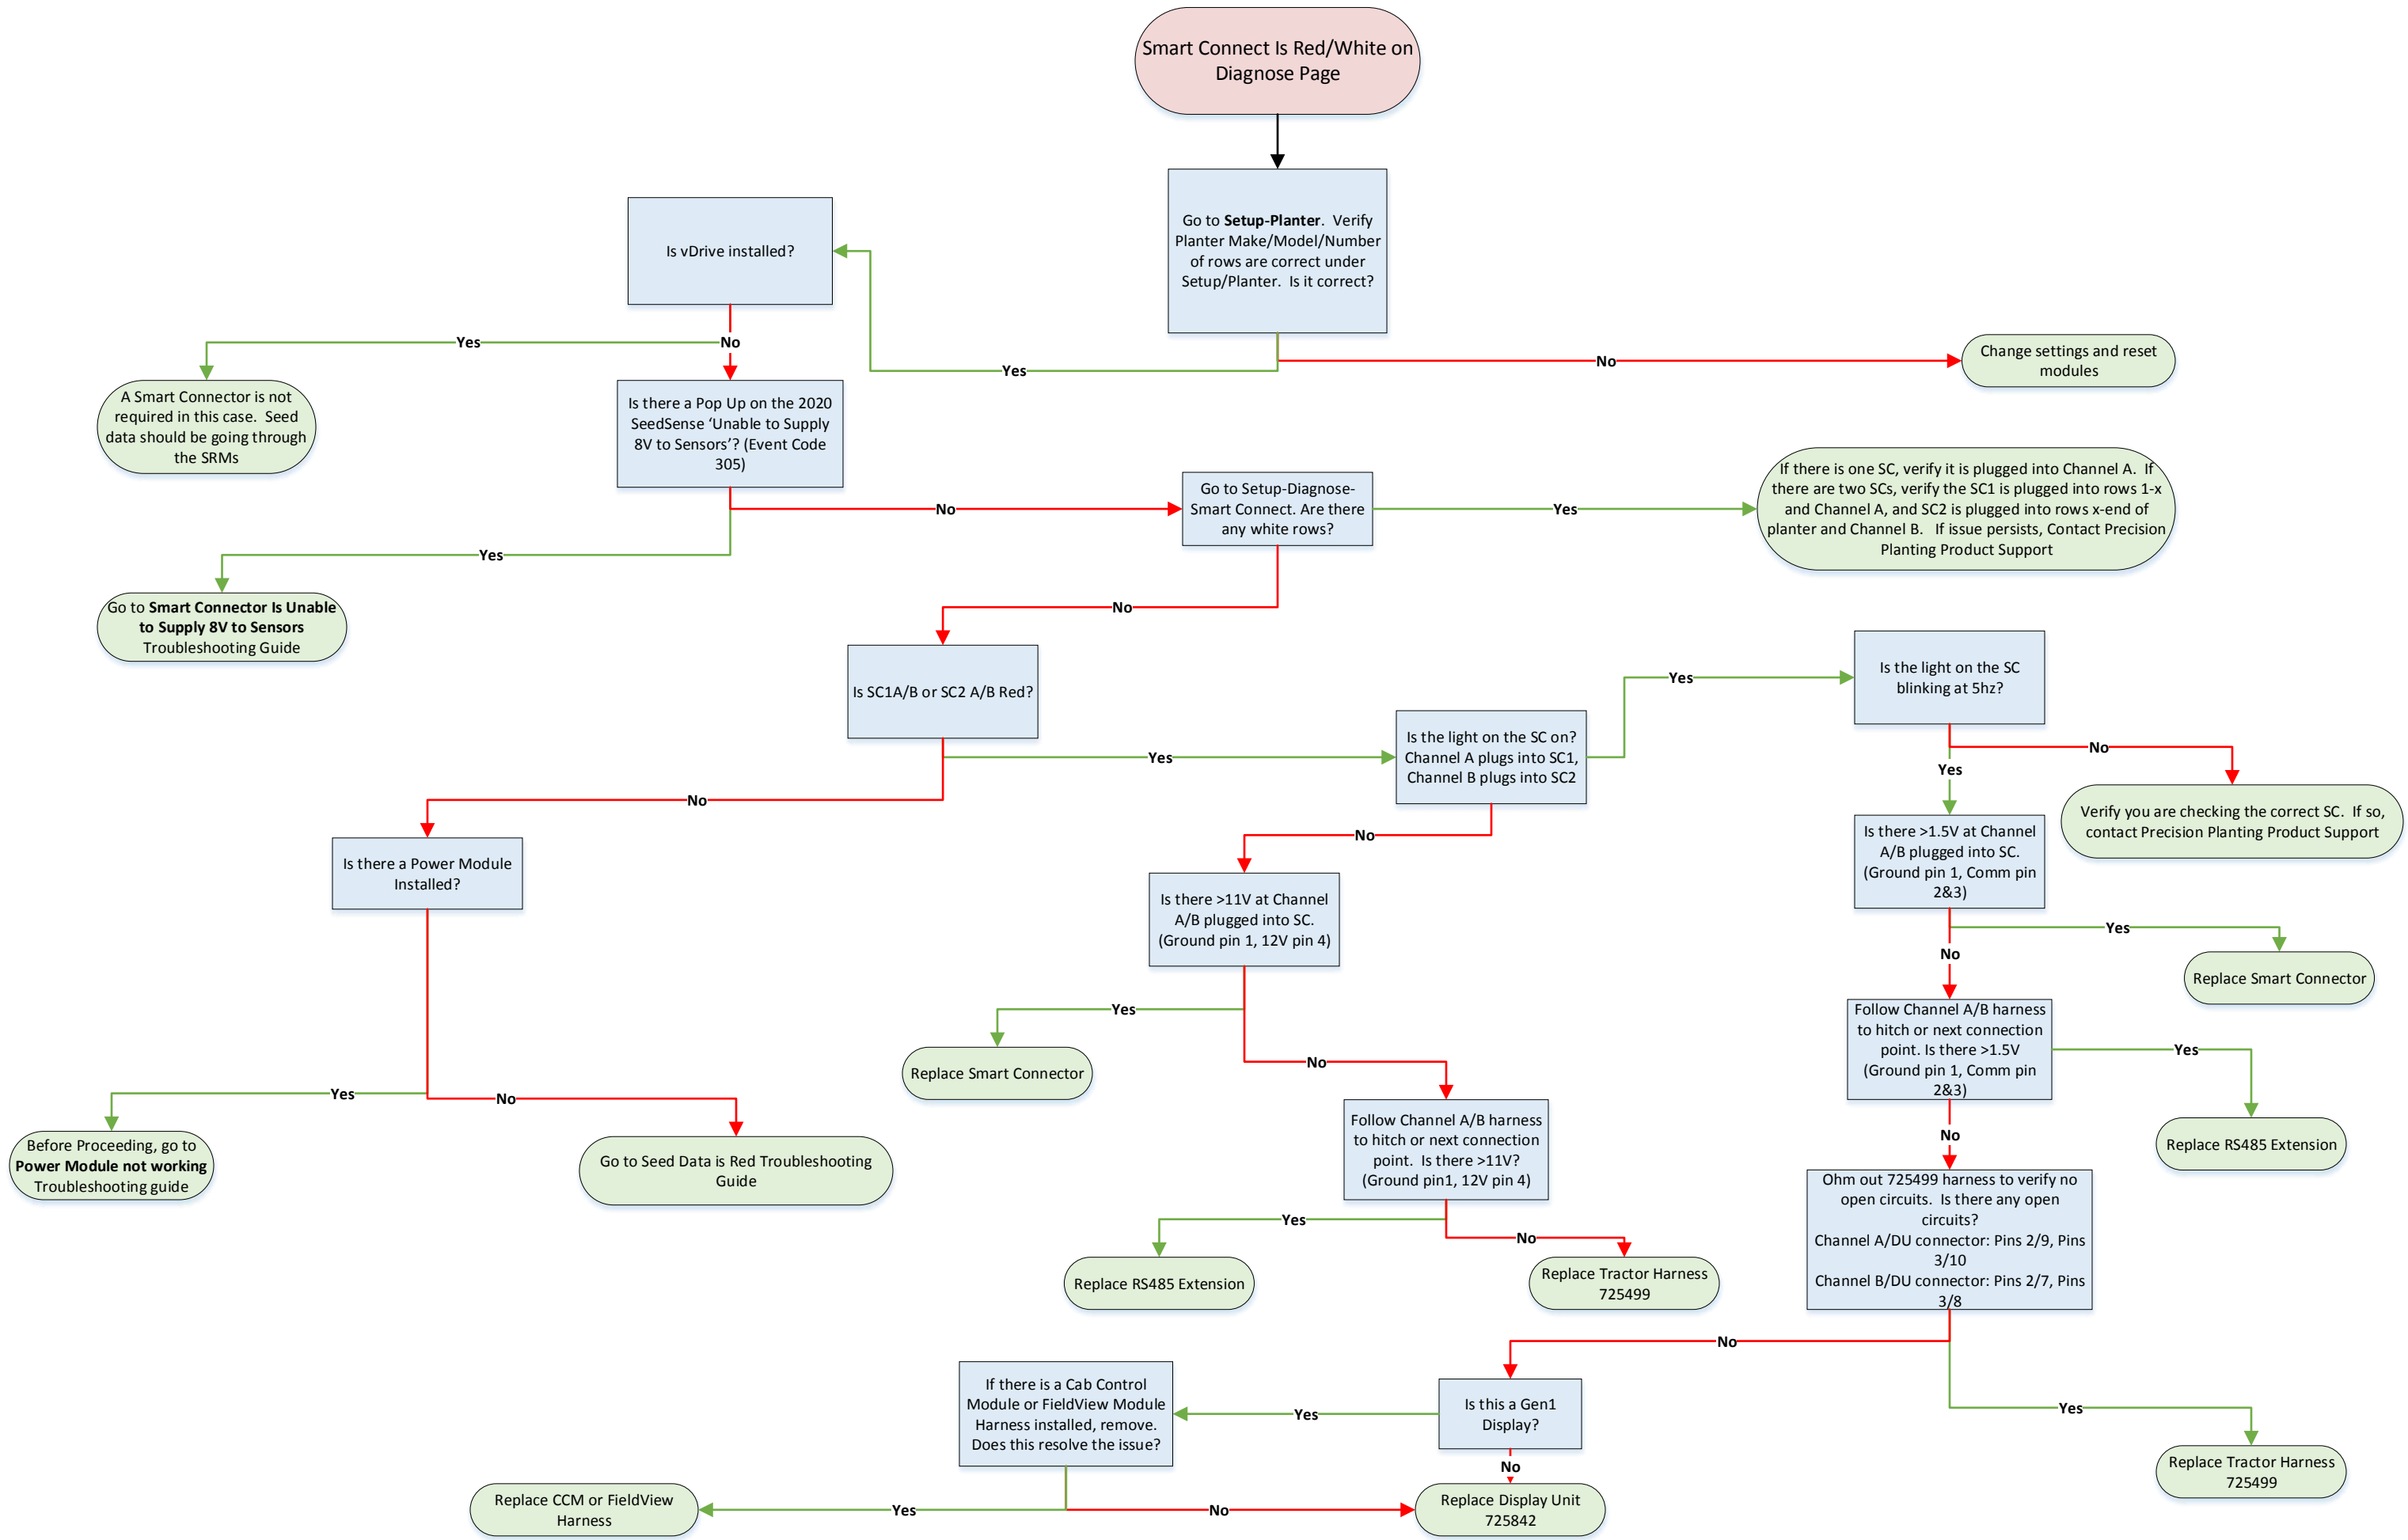 Smart Connect Is Red/White on
Diagnose Page
Go to Setup-Planter.  Verify
Planter Make/Model/Number
of rows are correct under
Setup/Planter.  Is it correct?
Is vDrive installed?
Yes
No
Yes
No
Change settings and reset
modules
A Smart Connector is not
required in this case.  Seed
data should be going through
the SRMs
Is there a Pop Up on the 2020
SeedSense ‘Unable to Supply
8V to Sensors’? (Event Code
305)
No
Yes
Go to Setup-Diagnose-
Smart Connect. Are there
any white rows?
Yes
If there is one SC, verify it is plugged into Channel A.  If
there are two SCs, verify the SC1 is plugged into rows 1-x
and Channel A, and SC2 is plugged into rows x-end of
planter and Channel B.   If issue persists, Contact Precision
Planting Product Support
Go to Smart Connector Is Unable
to Supply 8V to Sensors
Troubleshooting Guide
No
Is SC1A/B or SC2 A/B Red?
Yes
No
Is the light on the SC on?
Channel A plugs into SC1,
Channel B plugs into SC2
Yes
No
Is the light on the SC
blinking at 5hz?
No
Yes
Verify you are checking the correct SC.  If so,
contact Precision Planting Product Support
Is there a Power Module
Installed?
Yes
No
Before Proceeding, go to
Power Module not working
Troubleshooting guide
Go to Seed Data is Red Troubleshooting
Guide
Is there >11V at Channel
A/B plugged into SC.
(Ground pin 1, 12V pin 4)
Yes
No
Replace Smart Connector
Follow Channel A/B harness
to hitch or next connection
point.  Is there >11V?
(Ground pin1, 12V pin 4)
Yes
No
Replace RS485 Extension
Replace Tractor Harness
725499
Is there >1.5V at Channel
A/B plugged into SC.
(Ground pin 1, Comm pin
2&3)
Yes
No
Replace Smart Connector
Follow Channel A/B harness
to hitch or next connection
point. Is there >1.5V
(Ground pin 1, Comm pin
2&3)
Yes
No
Replace RS485 Extension
Ohm out 725499 harness to verify no
open circuits.  Is there any open
circuits?
Channel A/DU connector: Pins 2/9, Pins
3/10
Channel B/DU connector: Pins 2/7, Pins
3/8
No
Yes
Replace Tractor Harness
725499
Is this a Gen1
Display?
Yes
No
If there is a Cab Control
Module or FieldView Module
Harness installed, remove.
Does this resolve the issue?
Yes
No
Replace CCM or FieldView
Harness
Replace Display Unit
725842